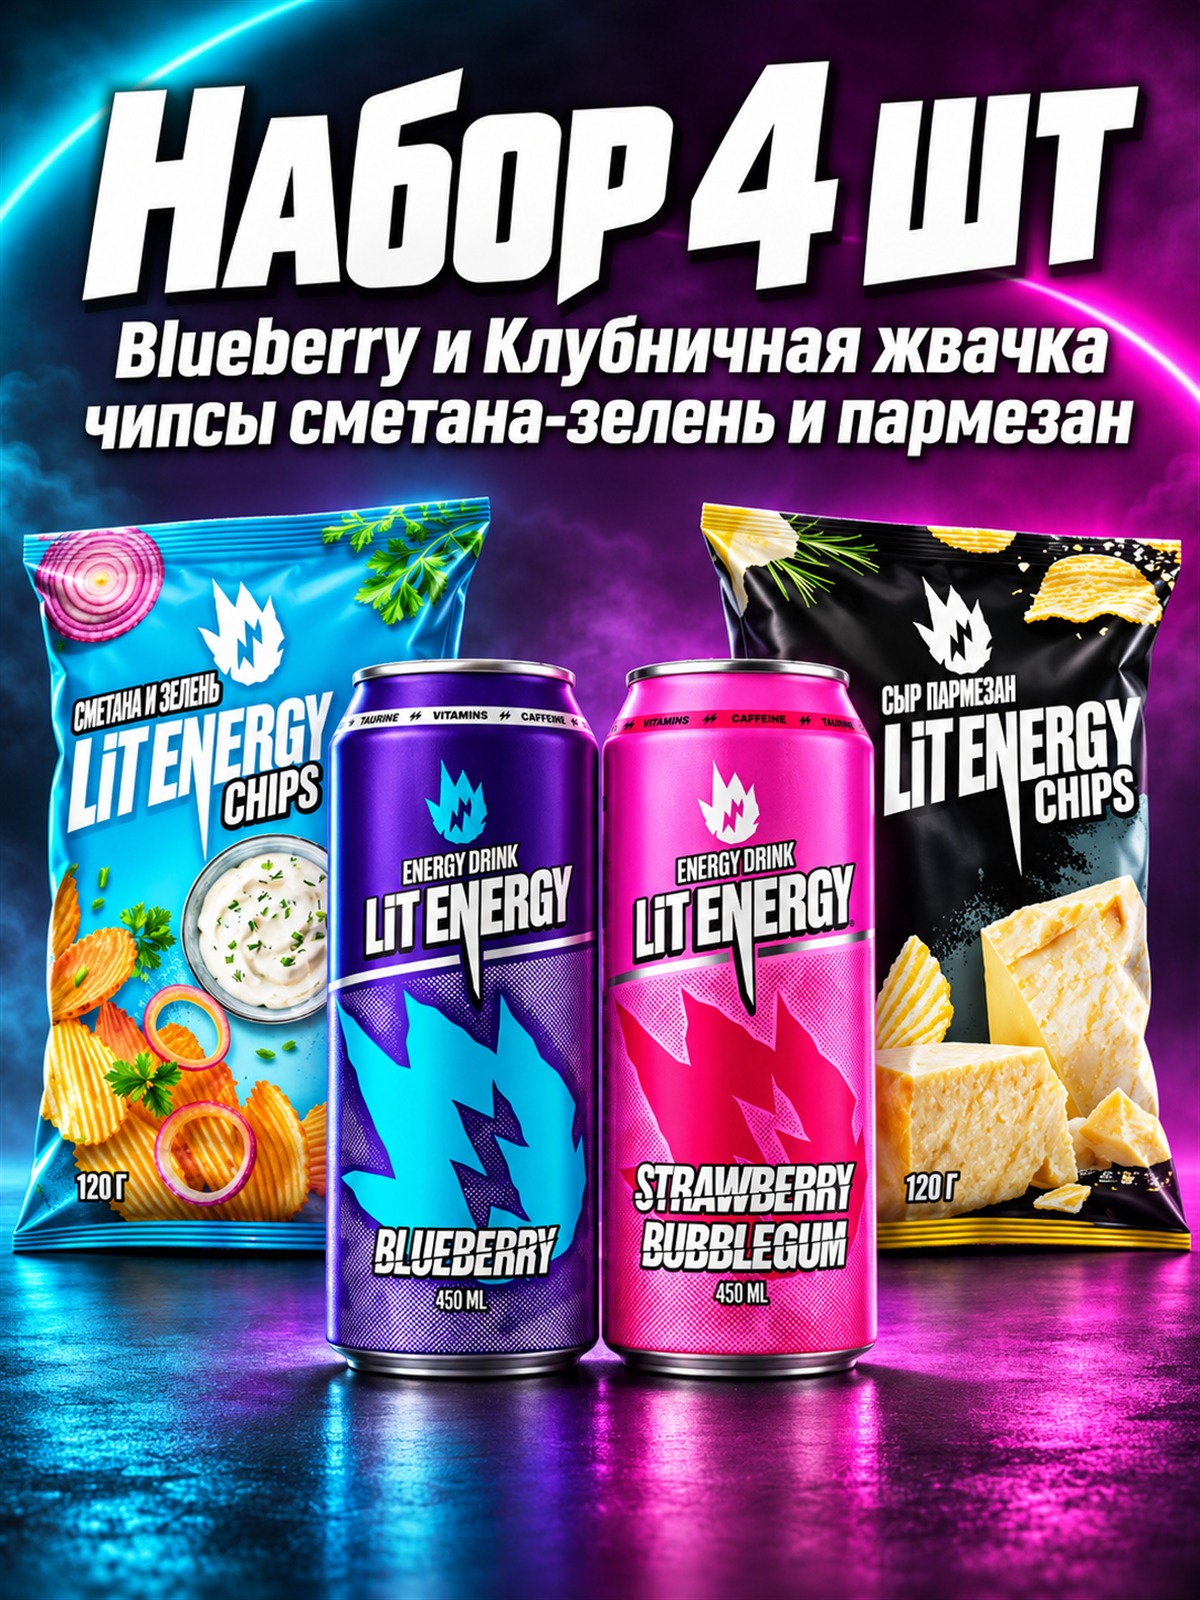 Набор 4 шт
Blueberry и Клубничная жвачка
чипсы сметана-зелень и пармезан
СМЕТАНА И ЗЕЛЕНЬ
LIT ENERGY
CHIPS
120 Г
TAURINE VITAMINS CAFFEINE
ENERGY DRINK
LIT ENERGY
BLUEBERRY
450 ML
VITAMINS CAFFEINE TAURINE
ENERGY DRINK
LIT ENERGY
STRAWBERRY
BUBBLEGUM
450 ML
СЫР ПАРМЕЗАН
LIT ENERGY
CHIPS
120 Г